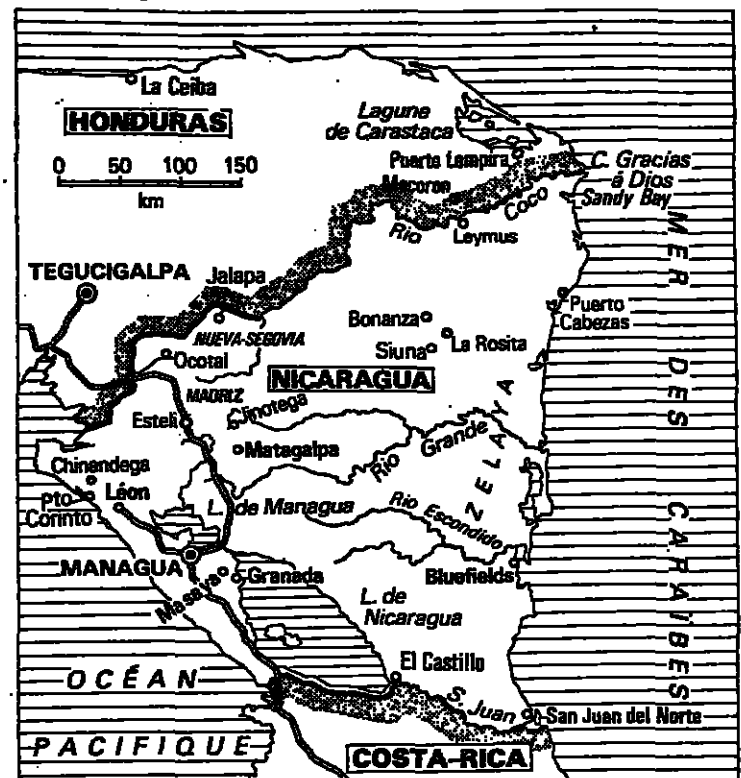 La Ceiba
HONDURAS
Lagune
de Carastaca
0 50 100 150
km
Puerto Lempira
Mocoron
C. Gracias
á Dios
Sandy Bay
Rio Coco
Leymus
TEGUCIGALPA
Jalapa
NUEVA-SEGOVIA
Ocotal
Bonanza
Siuna
La Rosita
Puerto
Cabezas
MADRIZ
NICARAGUA
Esteli
Jinotega
Matagalpa
Rio Grande
ZELAYA
MER DES CARAÏBES
Chinandega
Pto
Corinto
Léon
L. de Managua
Rio Escondido
MANAGUA
Masaya
Granada
Bluefields
L. de
Nicaragua
El Castillo
OCÉAN
PACIFIQUE
S. Juan
San Juan del Norte
COSTA-RICA